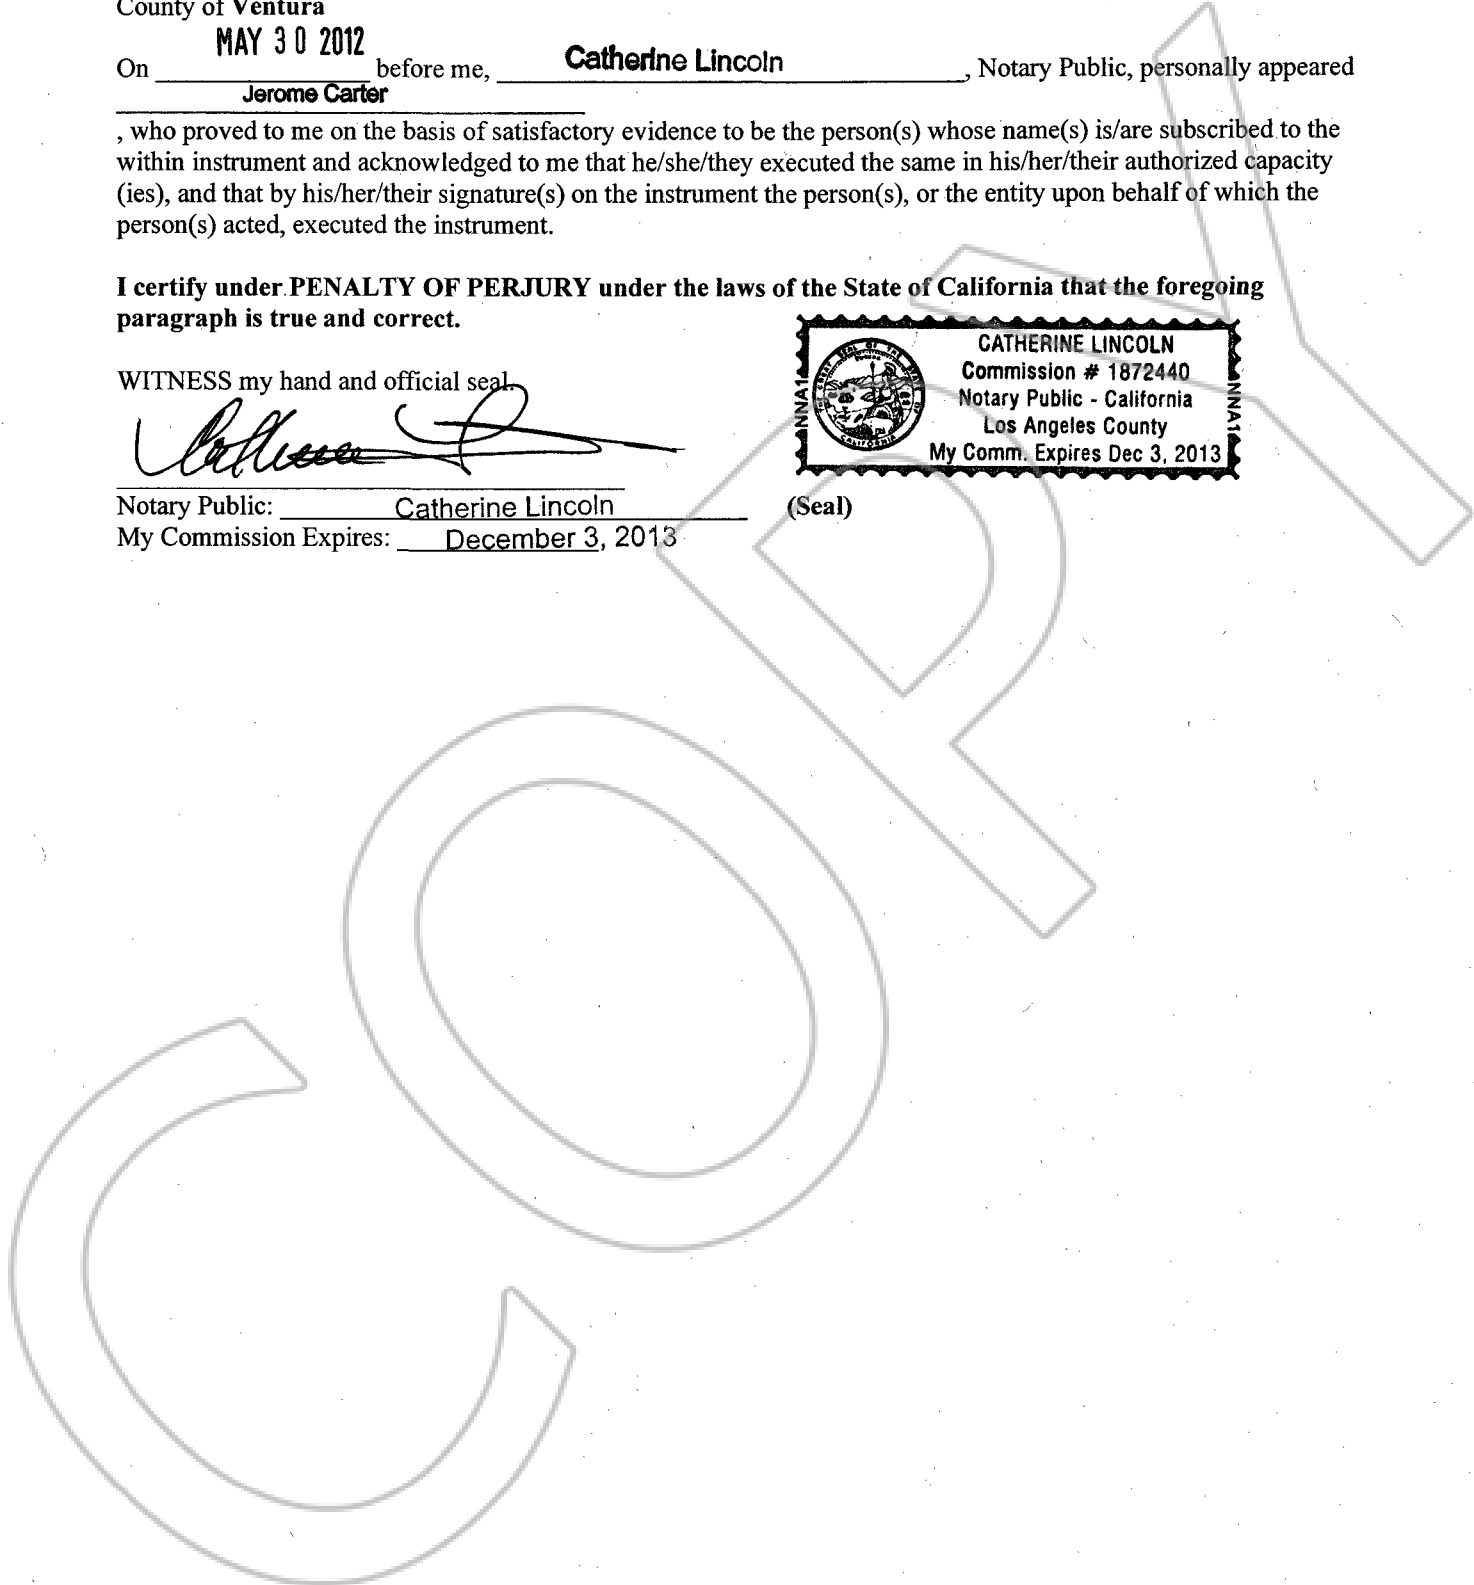 County of Ventura
On MAY 30 2012 before me, Catherine Lincoln, Notary Public, personally appeared
Jerome Carter
, who proved to me on the basis of satisfactory evidence to be the person(s) whose name(s) is/are subscribed to the
within instrument and acknowledged to me that he/she/they executed the same in his/her/their authorized capacity
(ies), and that by his/her/their signature(s) on the instrument the person(s), or the entity upon behalf of which the
person(s) acted, executed the instrument.
I certify under PENALTY OF PERJURY under the laws of the State of California that the foregoing
paragraph is true and correct.
WITNESS my hand and official seal.
CATHERINE LINCOLN
Commission # 1872440
Notary Public - California
Los Angeles County
My Comm. Expires Dec 3, 2013
NNA1
NNA1
Notary Public: Catherine Lincoln (Seal)
My Commission Expires: December 3, 2013
COPY